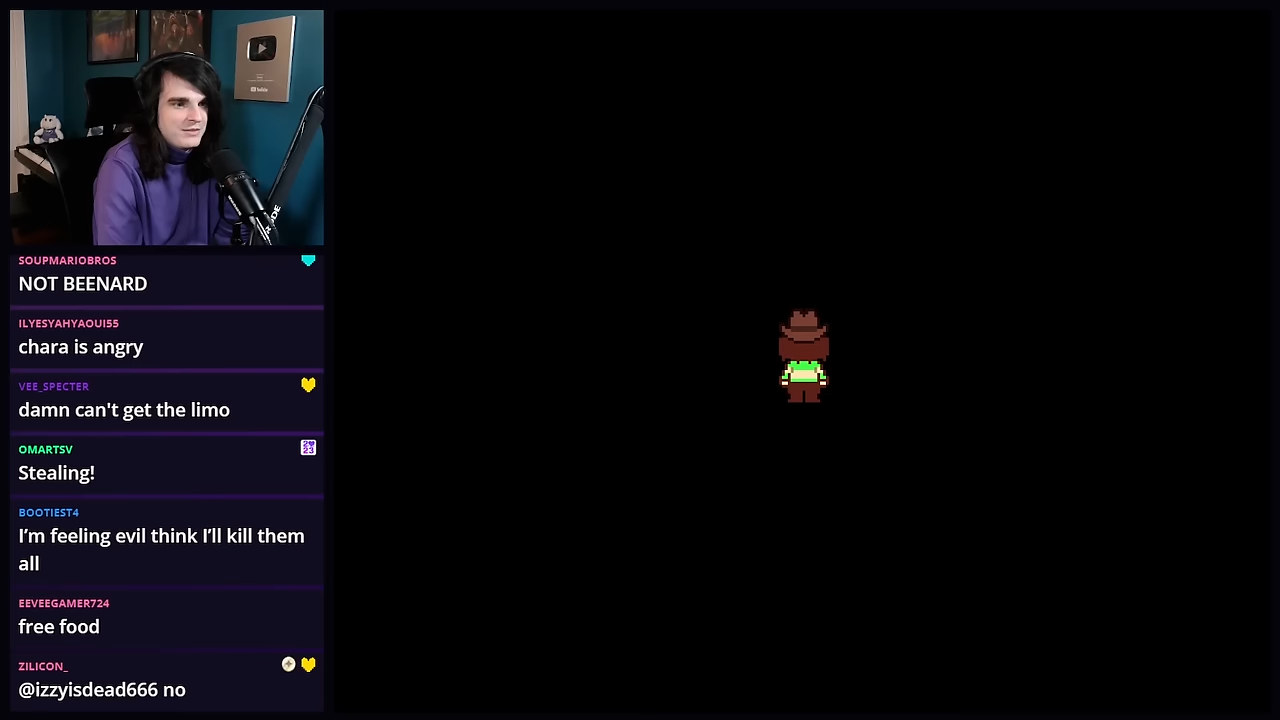 SOUPMARIOBROS
NOT BEENARD
ILYESYAHYAOUI55
chara is angry
VEE_SPECTER
damn can't get the limo
OMARTSV
Stealing!
BOOTIEST4
I'm feeling evil think I'll kill them
all
EEVEEGAMER724
free food
ZILICON_
@izzyisdead666 no